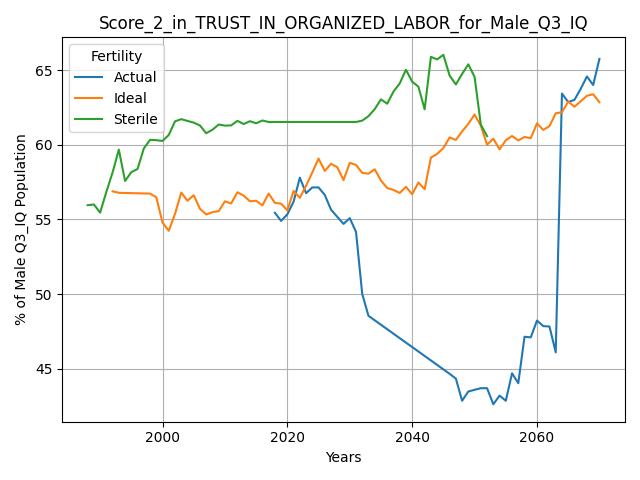 Score_2_in_TRUST_IN_ORGANIZED_LABOR_for_Male_Q3_IQ
Fertility
Actual
Ideal
Sterile
% of Male Q3_IQ Population
65
60
55
50
45
2000
2020
2040
2060
Years